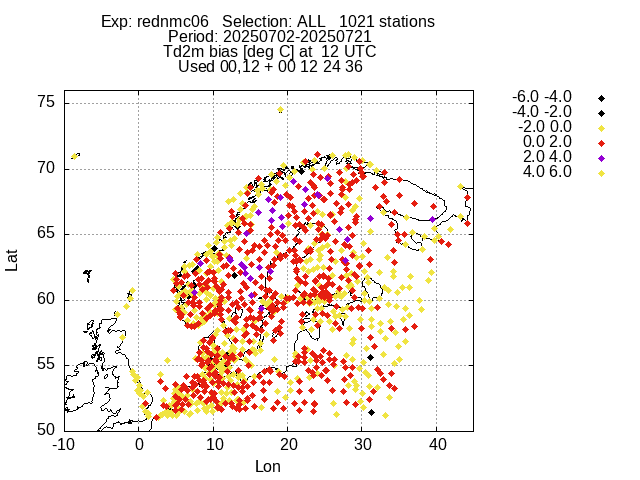 Exp: rednmc06   Selection: ALL   1021 stations
Period: 20250702-20250721
Td2m bias [deg C] at  12 UTC
Used 00,12 + 00 12 24 36
-6.0 -4.0
-4.0 -2.0
-2.0 0.0
0.0 2.0
2.0 4.0
4.0 6.0
75
70
65
60
55
50
Lat
-10 0 10 20 30 40
Lon